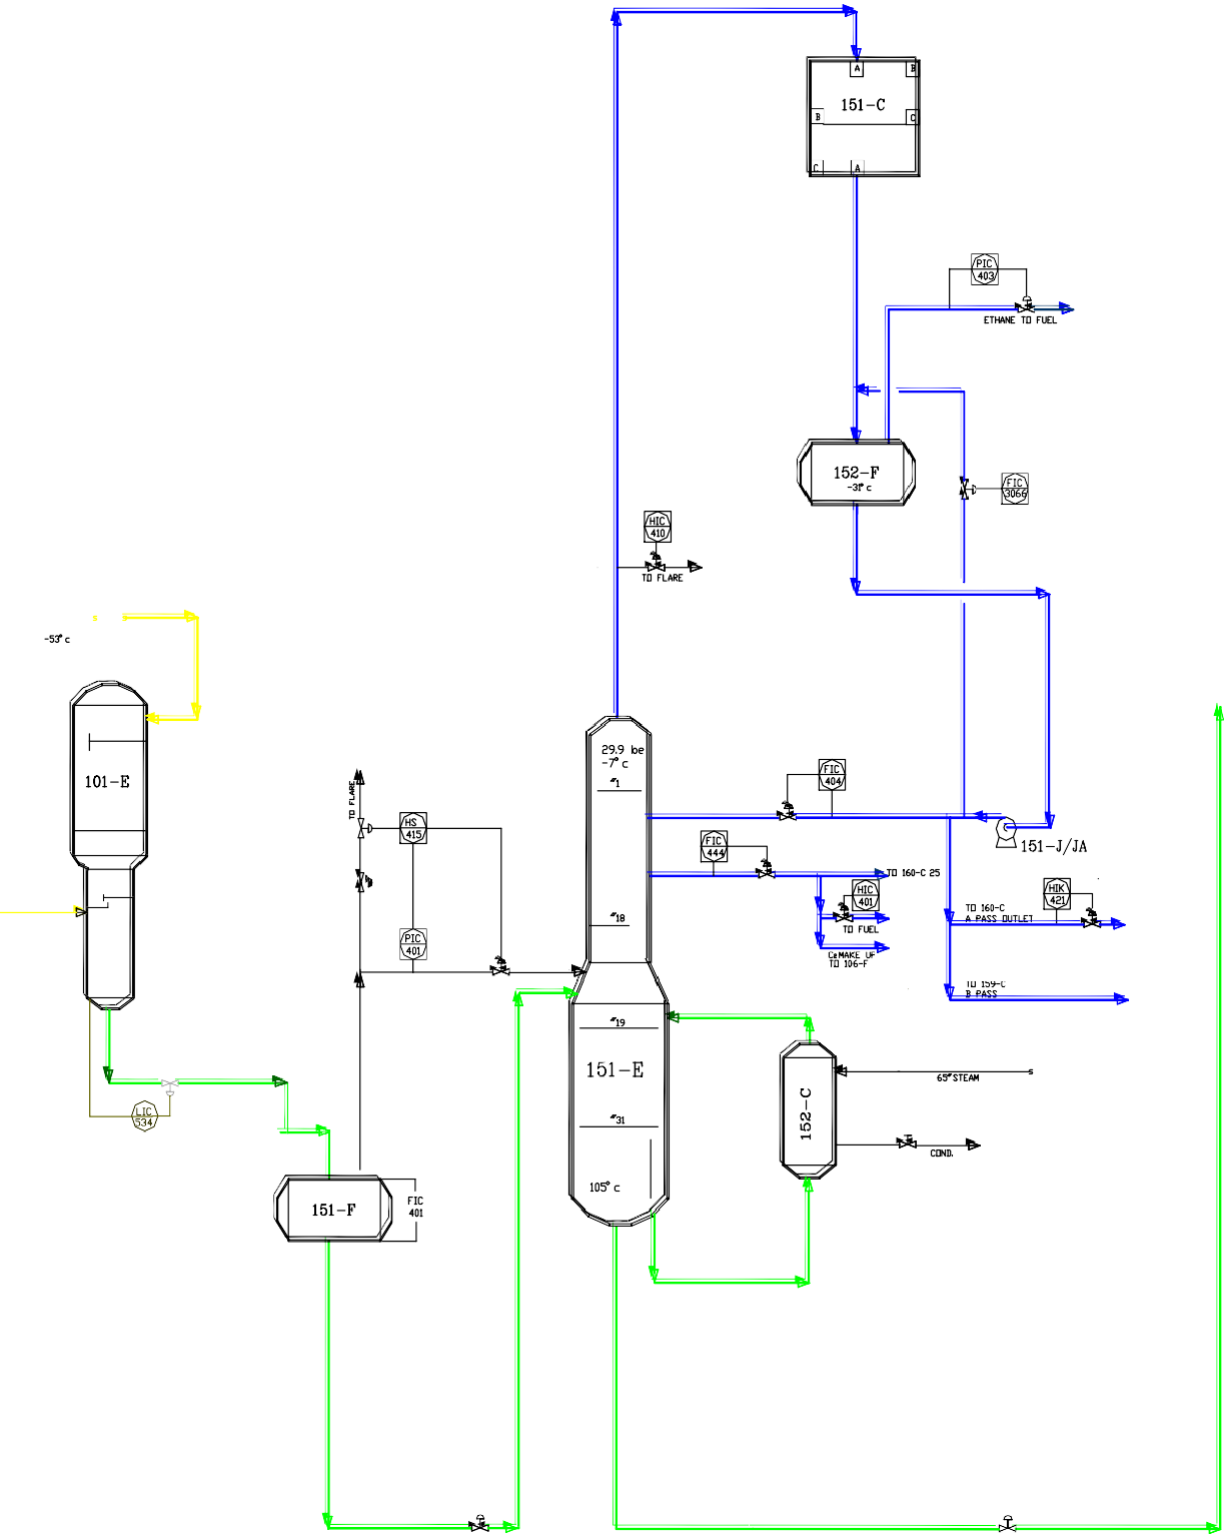 A
B
151-C
B
C
C
A
PIC
403
ETHANE TO FUEL
152-F
-31°c
FIC
3066
HIC
410
TO FLARE
-53°c
29.9
-7°c
#1
101-E
TO FLARE
FIC
404
HS
415
151-J/JA
FIC
444
TO 160-C 25
HIC
401
HIK
421
TO 160-C
A PASS OUTLET
#18
TO FUEL
PIC
401
MAKE UP
TO 106-F
TO 159-C
B PASS
#19
151-E
65#STEAM
s
152-C
LIC
534
#31
COND.
105°c
151-F
FIC
401